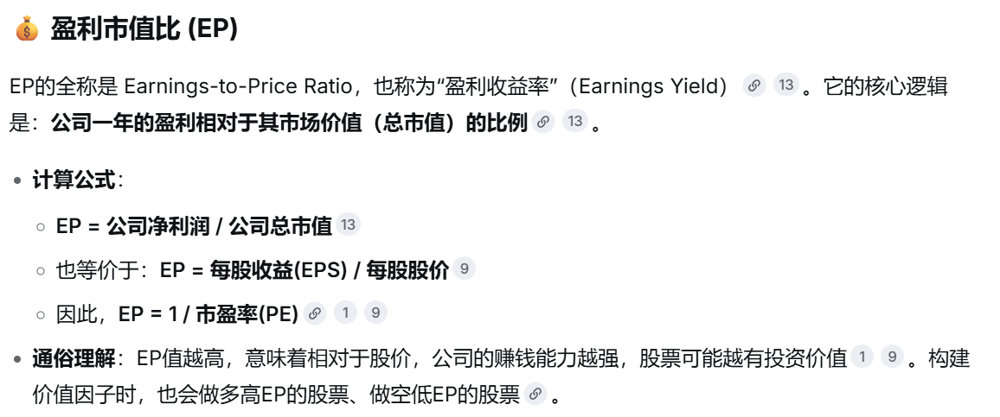 💰 盈利市值比 (EP)
EP的全称是 Earnings-to-Price Ratio，也称为“盈利收益率”（Earnings Yield） 13 。它的核心逻辑
是：公司一年的盈利相对于其市场价值（总市值）的比例 13 。
• 计算公式：
◦ EP = 公司净利润 / 公司总市值 13
◦ 也等价于：EP = 每股收益(EPS) / 每股股价 9
◦ 因此，EP = 1 / 市盈率(PE) 1 9
• 通俗理解：EP值越高，意味着相对于股价，公司的赚钱能力越强，股票可能越有投资价值 1 9 。构建
价值因子时，也会做多高EP的股票、做空低EP的股票 。